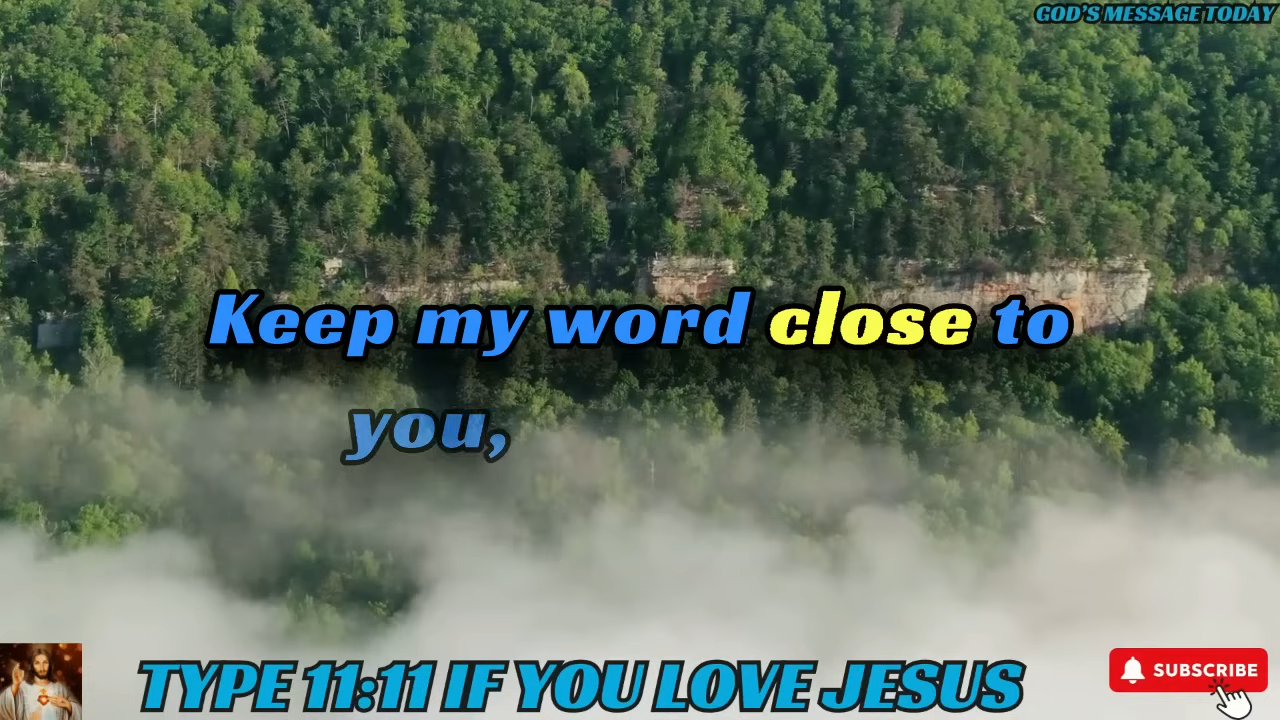 GOD'S MESSAGE TODAY
Keep my word close to
you,
TYPE 11:11 IF YOU LOVE JESUS
SUBSCRIBE